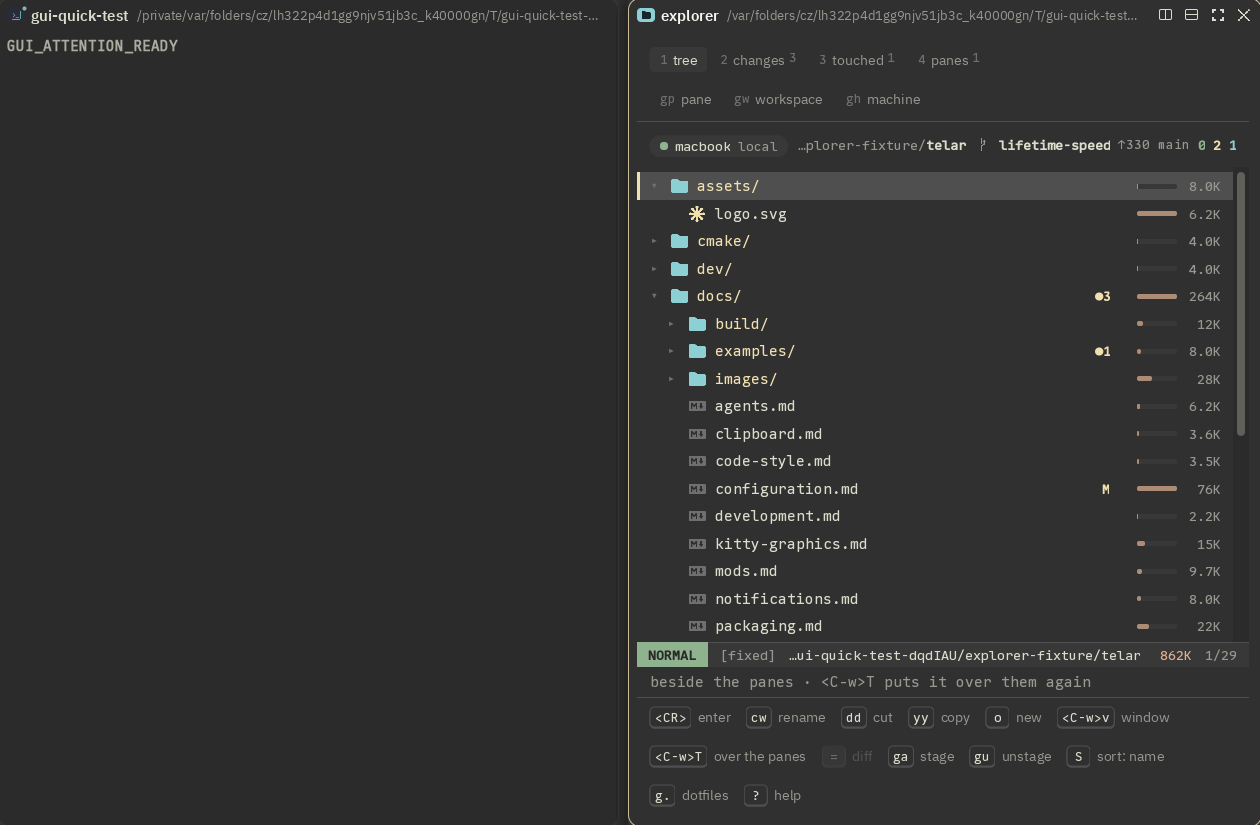 gui-quick-test /private/var/folders/cz/lh322p4d1gg9njv51jb3c_k40000gn/T/gui-quick-test-…
GUI_ATTENTION_READY
explorer /var/folders/cz/lh322p4d1gg9njv51jb3c_k40000gn/T/gui-quick-test…
1 tree 2 changes 3 3 touched 1 4 panes 1
gp pane gw workspace gh machine
macbook local …plorer-fixture/telar lifetime-speed ↑330 main 0 2 1
assets/ 8.0K
logo.svg 6.2K
cmake/ 4.0K
dev/ 4.0K
docs/ ●3 264K
build/ 12K
examples/ ●1 8.0K
images/ 28K
agents.md 6.2K
clipboard.md 3.6K
code-style.md 3.5K
configuration.md M 76K
development.md 2.2K
kitty-graphics.md 15K
mods.md 9.7K
notifications.md 8.0K
packaging.md 22K
NORMAL [fixed] …ui-quick-test-dqdIAU/explorer-fixture/telar 862K 1/29
beside the panes · <C-w>T puts it over them again
<CR> enter cw rename dd cut yy copy o new <C-w>v window
<C-w>T over the panes = diff ga stage gu unstage S sort: name
g. dotfiles ? help